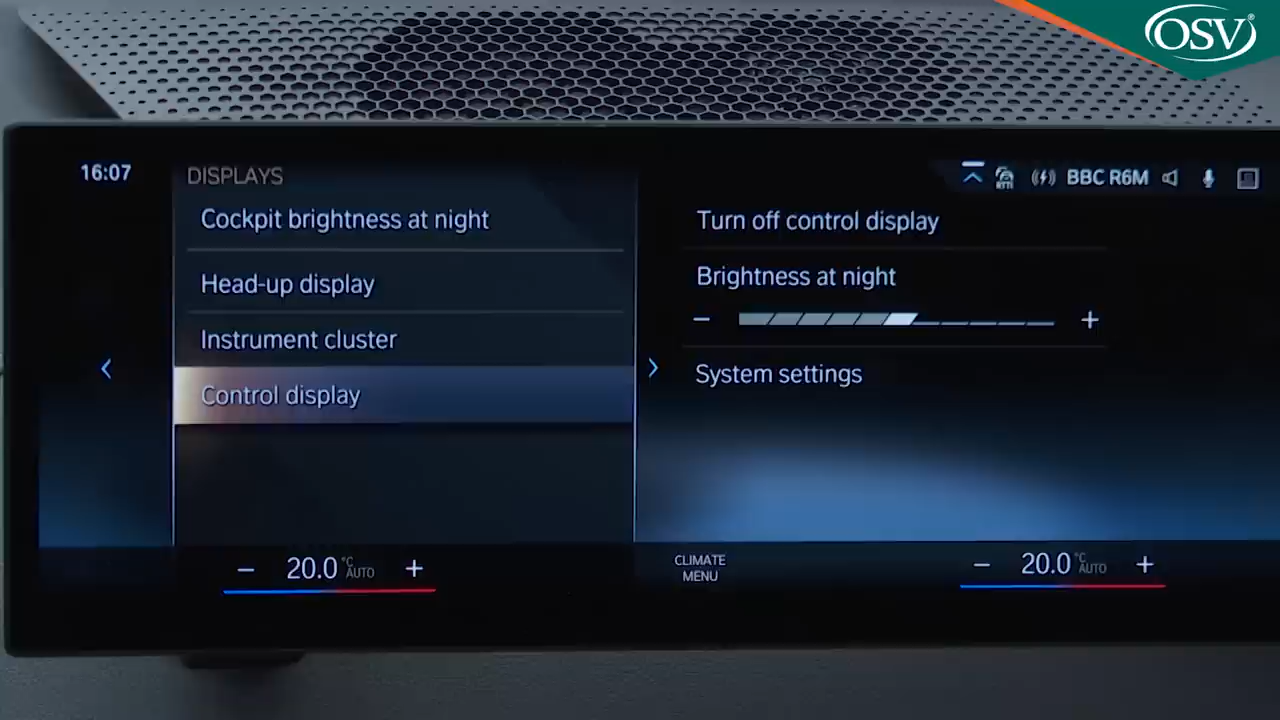 OSV®
16:07
DISPLAYS
BBC R6M
Cockpit brightness at night
Turn off control display
Head-up display
Brightness at night
− +
Instrument cluster
System settings
Control display
− 20.0 °C AUTO +
CLIMATE
MENU
− 20.0 °C AUTO +